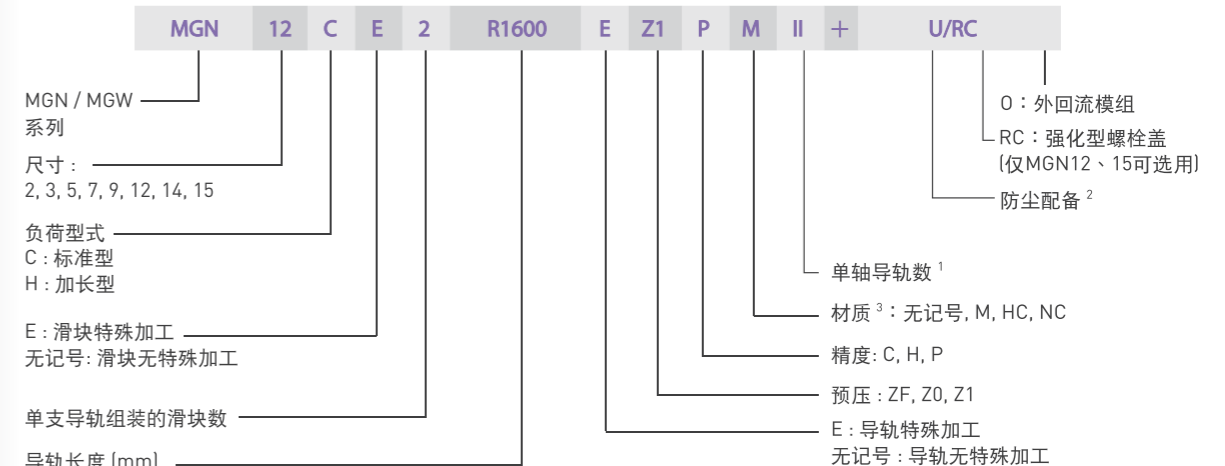 MGN 12 C E 2 R1600 E Z1 P M II + U/RC
MGN / MGW
系列
尺寸 :
2, 3, 5, 7, 9, 12, 14, 15
负荷型式
C : 标准型
H : 加长型
E : 滑块特殊加工
无记号: 滑块无特殊加工
单支导轨组装的滑块数
导轨长度 (mm)
O：外回流模组
RC：强化型螺栓盖
(仅MGN12、15可选用)
防尘配备 2
单轴导轨数 1
材质 3：无记号, M, HC, NC
精度: C, H, P
预压 : ZF, Z0, Z1
E : 导轨特殊加工
无记号 : 导轨无特殊加工